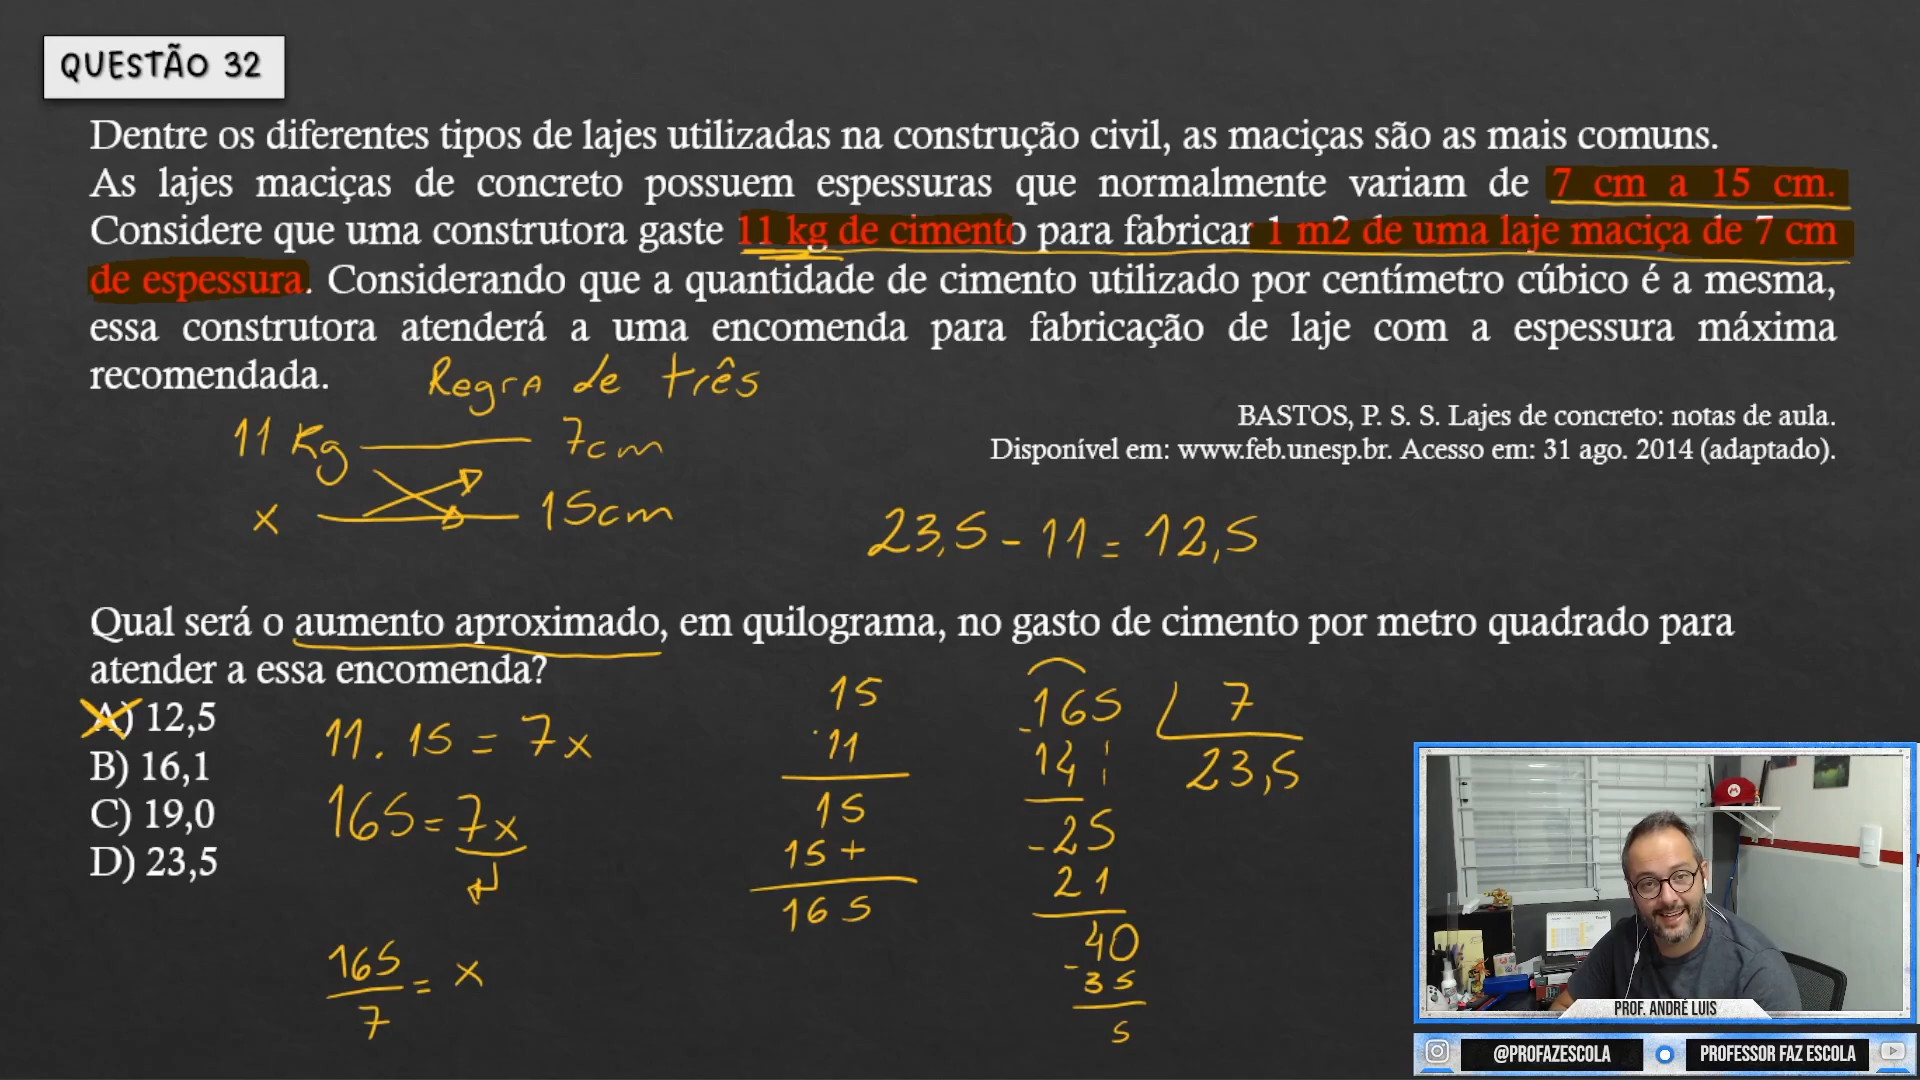 QUESTÃO 32
Dentre os diferentes tipos de lajes utilizadas na construção civil, as maciças são as mais comuns.
As lajes maciças de concreto possuem espessuras que normalmente variam de 7 cm a 15 cm.
Considere que uma construtora gaste 11 kg de cimento para fabricar 1 m2 de uma laje maciça de 7 cm
de espessura. Considerando que a quantidade de cimento utilizado por centímetro cúbico é a mesma,
essa construtora atenderá a uma encomenda para fabricação de laje com a espessura máxima
recomendada.
Regra de três
BASTOS, P. S. S. Lajes de concreto: notas de aula.
Disponível em: www.feb.unesp.br. Acesso em: 31 ago. 2014 (adaptado).
11 Kg 7cm
x 15cm
23,5 - 11 = 12,5
Qual será o aumento aproximado, em quilograma, no gasto de cimento por metro quadrado para
atender a essa encomenda?
A) 12,5
B) 16,1
C) 19,0
D) 23,5
11 . 15 = 7x
165 = 7x
165
7
= x
15
.11
15
15 +
165
165 7
-14 23,5
-25
21
40
-35
5
PROF. ANDRÉ LUIS
@PROFAZESCOLA PROFESSOR FAZ ESCOLA